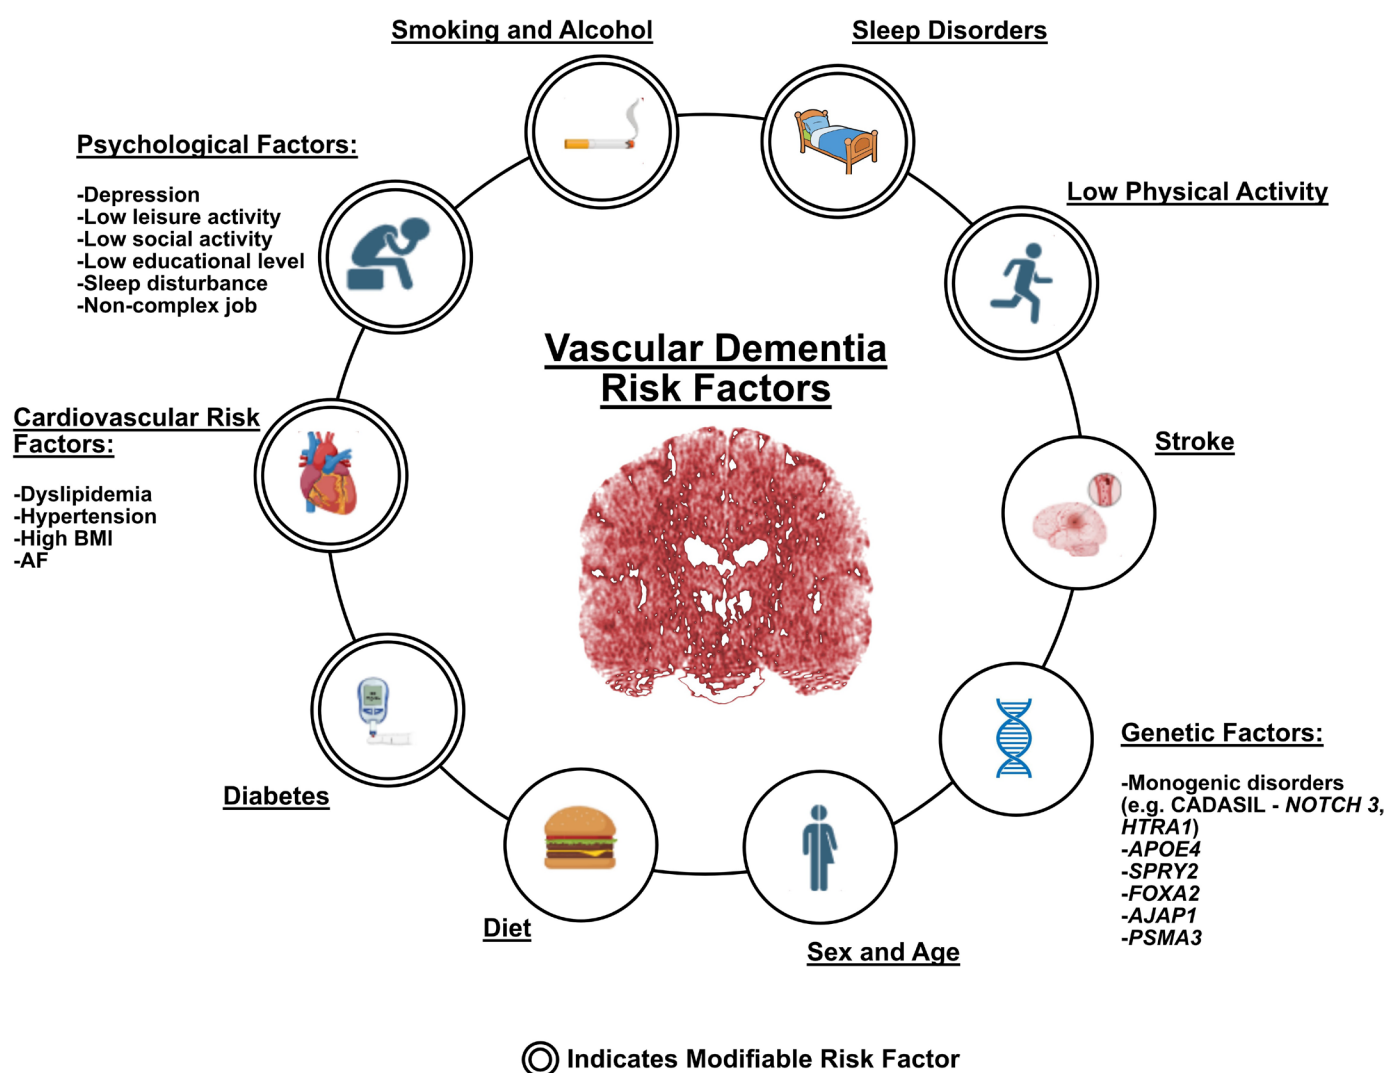 Smoking and Alcohol
Sleep Disorders
Psychological Factors:
-Depression
-Low leisure activity
-Low social activity
-Low educational level
-Sleep disturbance
-Non-complex job
Low Physical Activity
Vascular Dementia
Risk Factors
Cardiovascular Risk
Factors:
-Dyslipidemia
-Hypertension
-High BMI
-AF
Stroke
Genetic Factors:
-Monogenic disorders
(e.g. CADASIL - NOTCH 3,
HTRA1)
-APOE4
-SPRY2
-FOXA2
-AJAP1
-PSMA3
Diabetes
Diet
Sex and Age
Indicates Modifiable Risk Factor